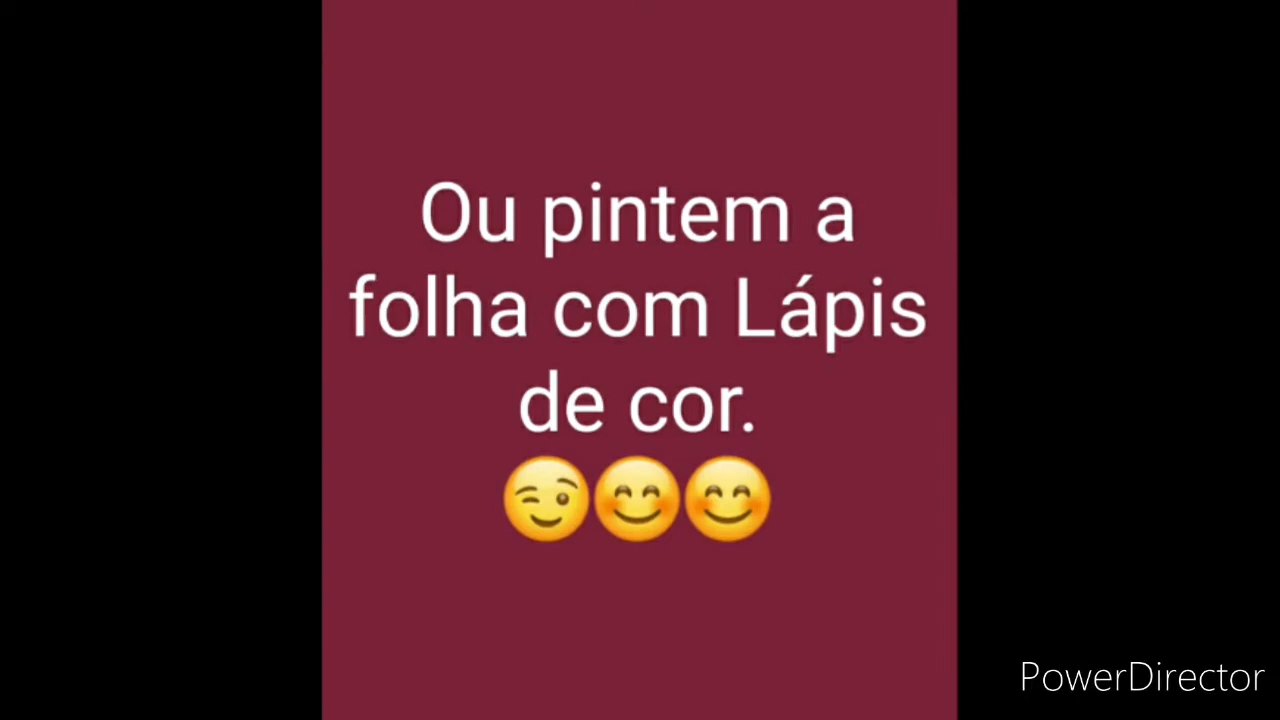 Ou pintem a
folha com Lápis
de cor.
😉😊😊
PowerDirector